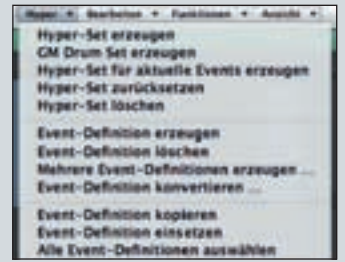 Hyper Bearbeiten Funktionen Ansicht
Hyper-Set erzeugen
GM Drum Set erzeugen
Hyper-Set für aktuelle Events erzeugen
Hyper-Set zurücksetzen
Hyper-Set löschen
Event-Definition erzeugen
Event-Definition löschen
Mehrere Event-Definitionen erzeugen ...
Event-Definition konvertieren ...
Event-Definition kopieren
Event-Definition einsetzen
Alle Event-Definitionen auswählen